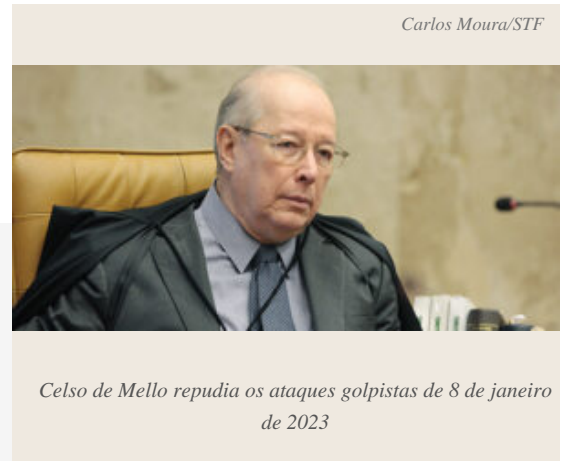 Carlos Moura/STF
Celso de Mello repudia os ataques golpistas de 8 de janeiro
de 2023